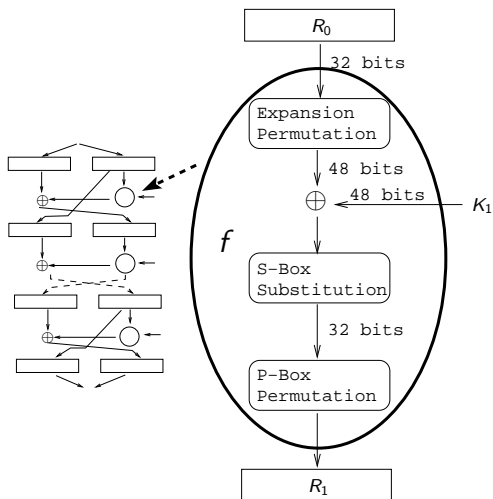 R0
32 bits
Expansion
Permutation
48 bits
48 bits
K1
f
S-Box
Substitution
32 bits
P-Box
Permutation
R1